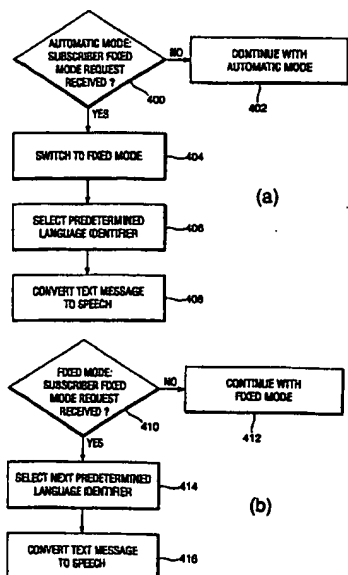 AUTOMATIC MODE:
SUBSCRIBER FIXED
MODE REQUEST
RECEIVED ?
NO
CONTINUE WITH
AUTOMATIC MODE
400
402
YES
SWITCH TO FIXED MODE
404
(a)
SELECT PREDETERMINED
LANGUAGE IDENTIFIER
406
CONVERT TEXT MESSAGE
TO SPEECH
408
FIXED MODE:
SUBSCRIBER FIXED
MODE REQUEST
RECEIVED ?
NO
CONTINUE WITH
FIXED MODE
410
412
YES
SELECT NEXT PREDETERMINED
LANGUAGE IDENTIFIER
414
(b)
CONVERT TEXT MESSAGE
TO SPEECH
416